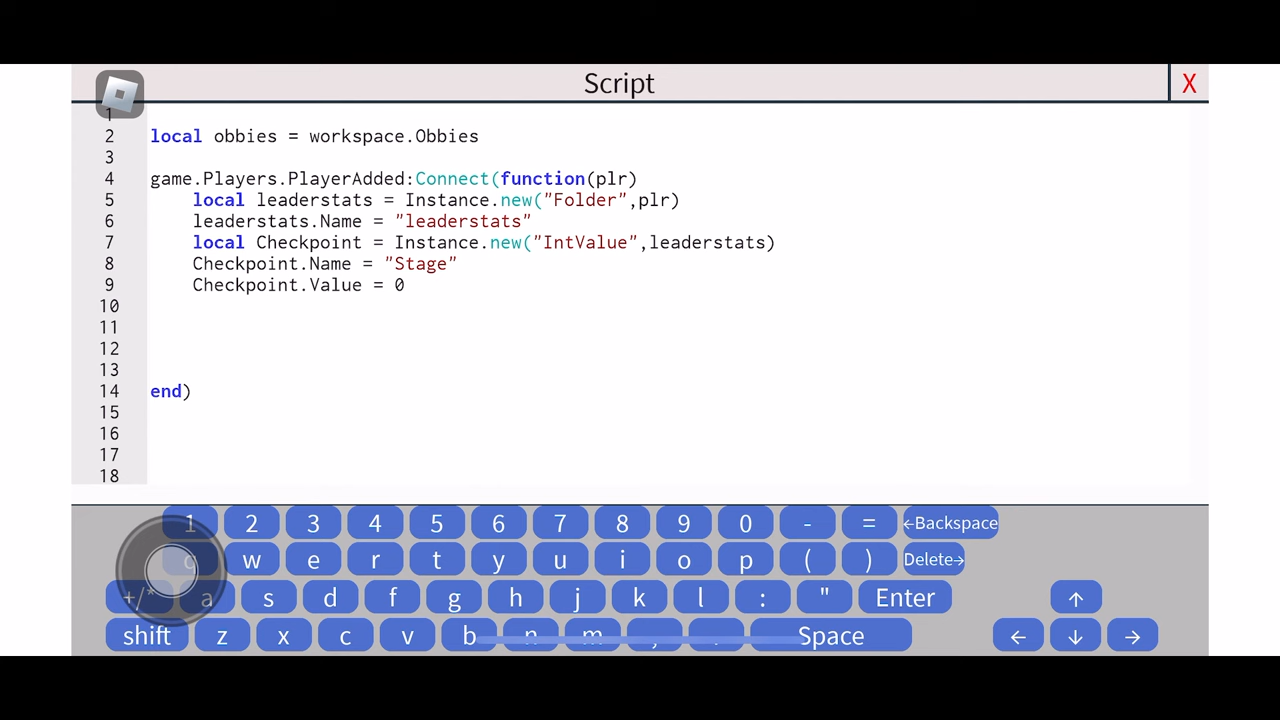 Script
X
1
2 local obbies = workspace.Obbies
3
4 game.Players.PlayerAdded:Connect(function(plr)
5 local leaderstats = Instance.new("Folder",plr)
6 leaderstats.Name = "leaderstats"
7 local Checkpoint = Instance.new("IntValue",leaderstats)
8 Checkpoint.Name = "Stage"
9 Checkpoint.Value = 0
10
11
12
13
14 end)
15
16
17
18
1 2 3 4 5 6 7 8 9 0 - = ←Backspace
q w e r t y u i o p ( ) Delete→
+/* a s d f g h j k l : " Enter ↑
shift z x c v b n m , . Space ← ↓ →